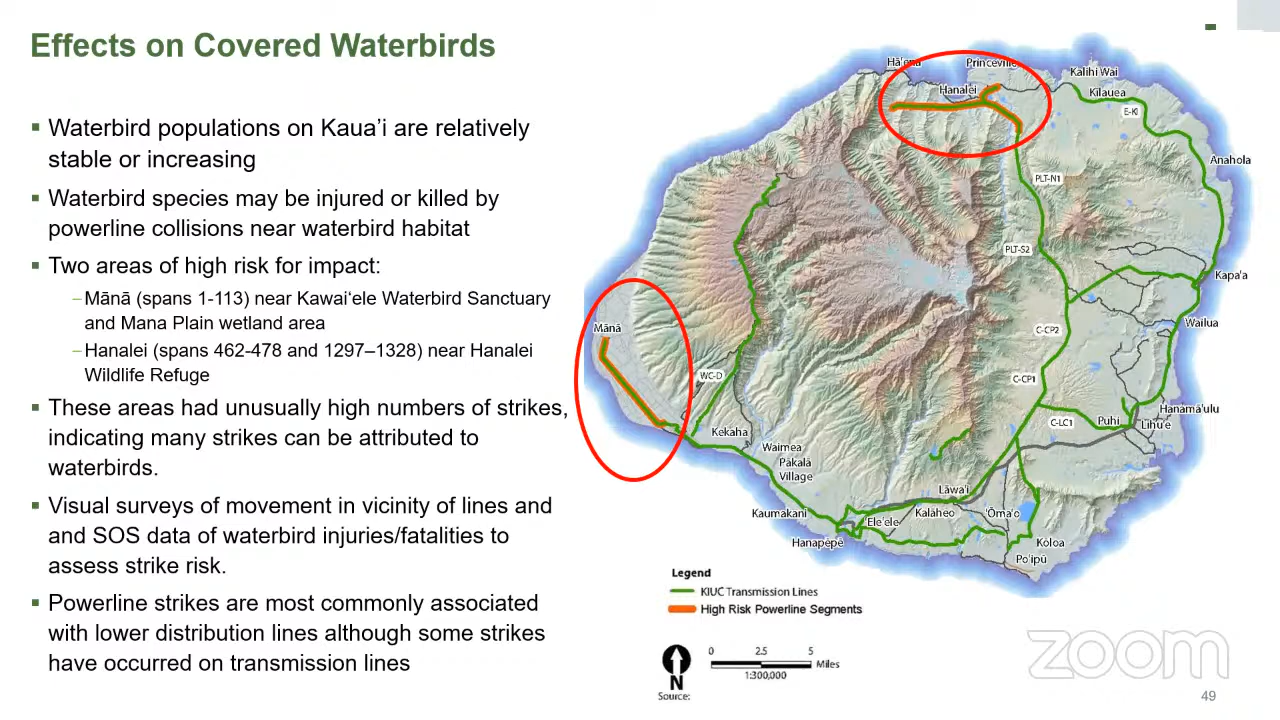 Effects on Covered Waterbirds
▪ Waterbird populations on Kaua’i are relatively
stable or increasing
▪ Waterbird species may be injured or killed by
powerline collisions near waterbird habitat
▪ Two areas of high risk for impact:
–Mānā (spans 1-113) near Kawaiʻele Waterbird Sanctuary
and Mana Plain wetland area
–Hanalei (spans 462-478 and 1297–1328) near Hanalei
Wildlife Refuge
▪ These areas had unusually high numbers of strikes,
indicating many strikes can be attributed to
waterbirds.
▪ Visual surveys of movement in vicinity of lines and
and SOS data of waterbird injuries/fatalities to
assess strike risk.
▪ Powerline strikes are most commonly associated
with lower distribution lines although some strikes
have occurred on transmission lines
Hā'ena
Princeville
Hanalei
Kalihi Wai
Kilauea
E-KI
Anahola
PLT-N1
PLT-S2
Kapa'a
Wailua
Mānā
C-CP2
WC-D
C-CP1
Hanamā'ulu
C-LC1
Puhi
Līhu'e
Kekaha
Waimea
Pākalā
Village
Lāwa'i
Kaumakani
Kalāheo
'Ōma'o
Ele'ele
Hanapēpē
Kōloa
Po'ipū
Legend
KIUC Transmission Lines
High Risk Powerline Segments
0 2.5 5
Miles
1:300,000
N
Source:
zoom
49